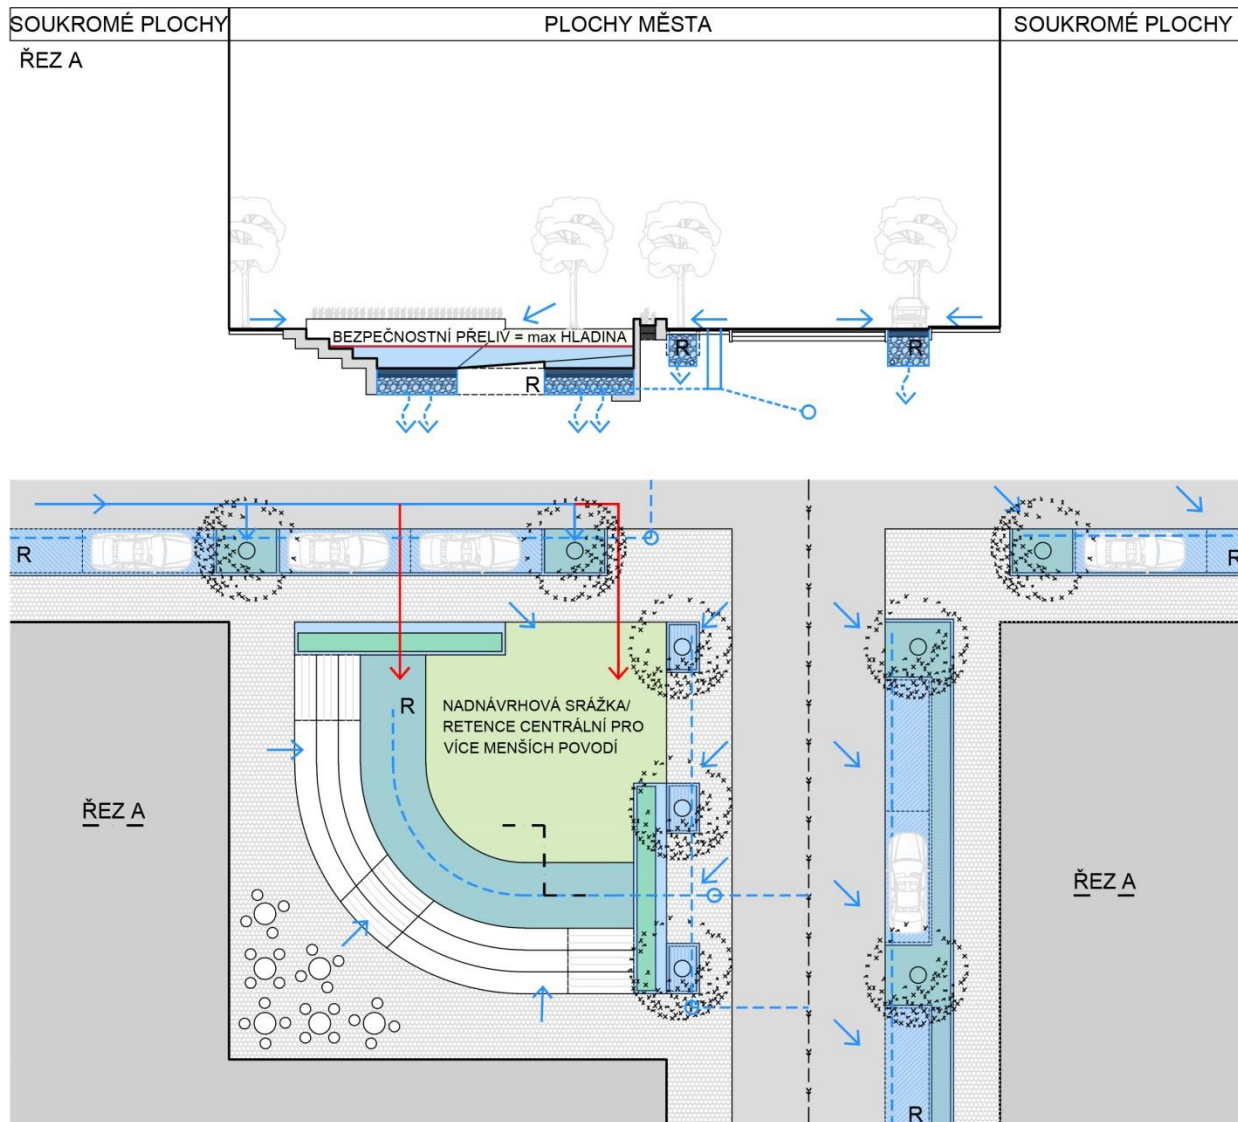 SOUKROMÉ PLOCHY
PLOCHY MĚSTA
SOUKROMÉ PLOCHY
ŘEZ A
BEZPEČNOSTNÍ PŘELIV = max HLADINA
R
R
R
R
R
R
NADNÁVRHOVÁ SRÁŽKA/
RETENCE CENTRÁLNÍ PRO
VÍCE MENŠÍCH POVODÍ
ŘEZ A
ŘEZ A
R